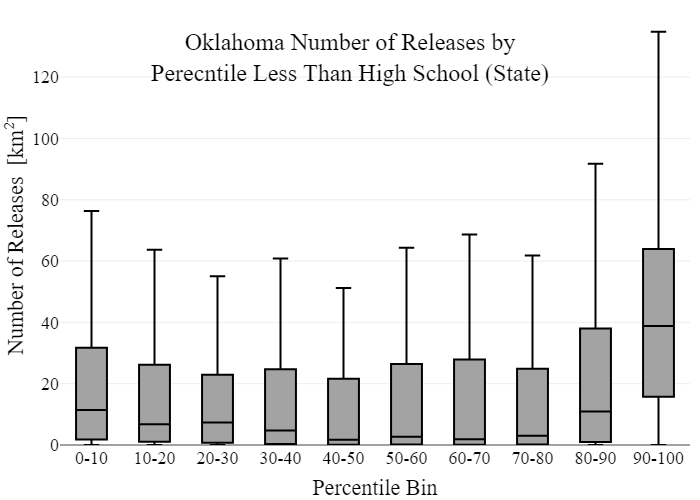 Oklahoma Number of Releases by
Perecntile Less Than High School (State)
Number of Releases [km²]
120
100
80
60
40
20
0
0-10 10-20 20-30 30-40 40-50 50-60 60-70 70-80 80-90 90-100
Percentile Bin